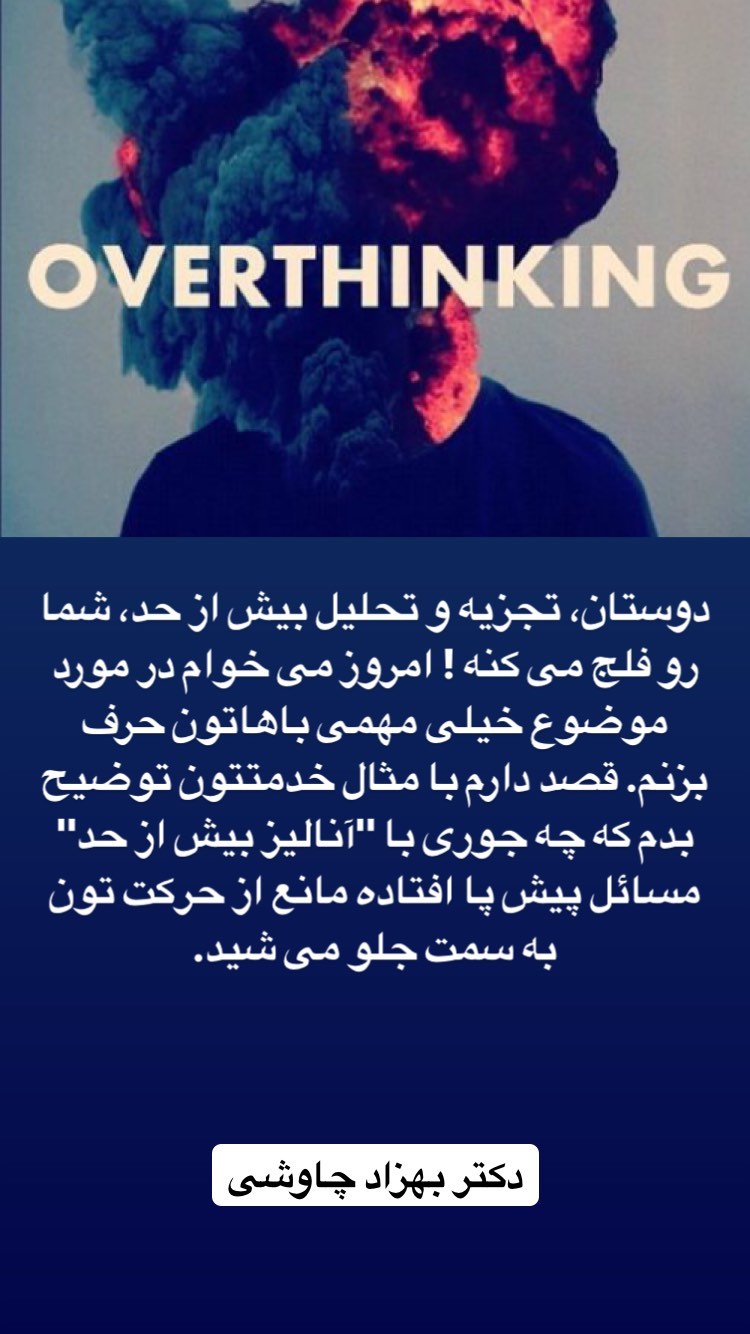 OVERTHINKING
دوستان، تجزیه و تحلیل بیش از حد، شما
رو فلج می کنه ! امروز می خوام در مورد
موضوع خیلی مهمی باهاتون حرف
بزنم. قصد دارم با مثال خدمتتون توضیح
بدم که چه جوری با "آنالیز بیش از حد"
مسائل پیش پا افتاده مانع از حرکت تون
به سمت جلو می شید.
دکتر بهزاد چاوشی